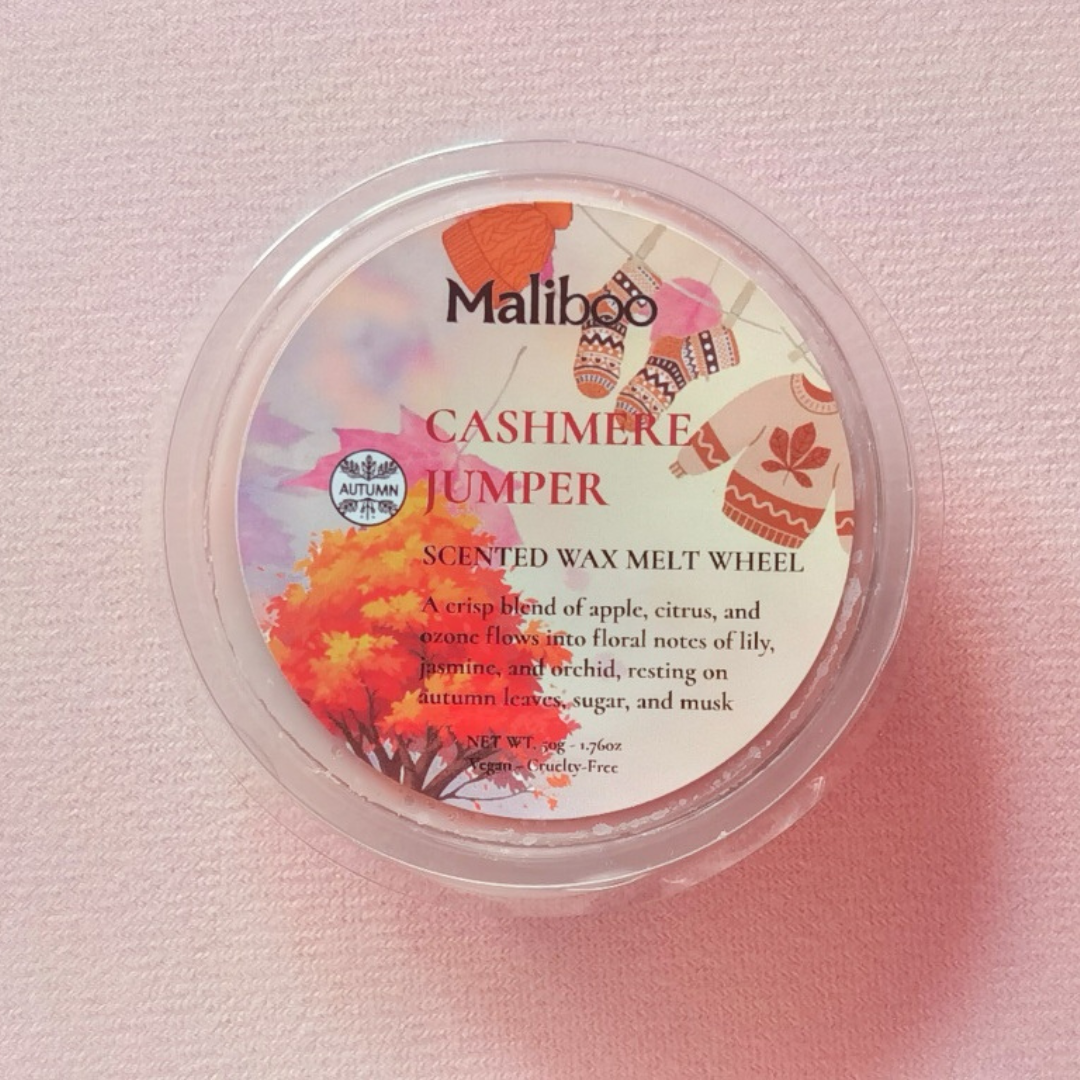 Maliboo
CASHMERE
JUMPER
AUTUMN
SCENTED WAX MELT WHEEL
A crisp blend of apple, citrus, and
ozone flows into floral notes of lily,
jasmine, and orchid, resting on
autumn leaves, sugar, and musk
NET WT. 50g - 1.76oz
Vegan - Cruelty-Free